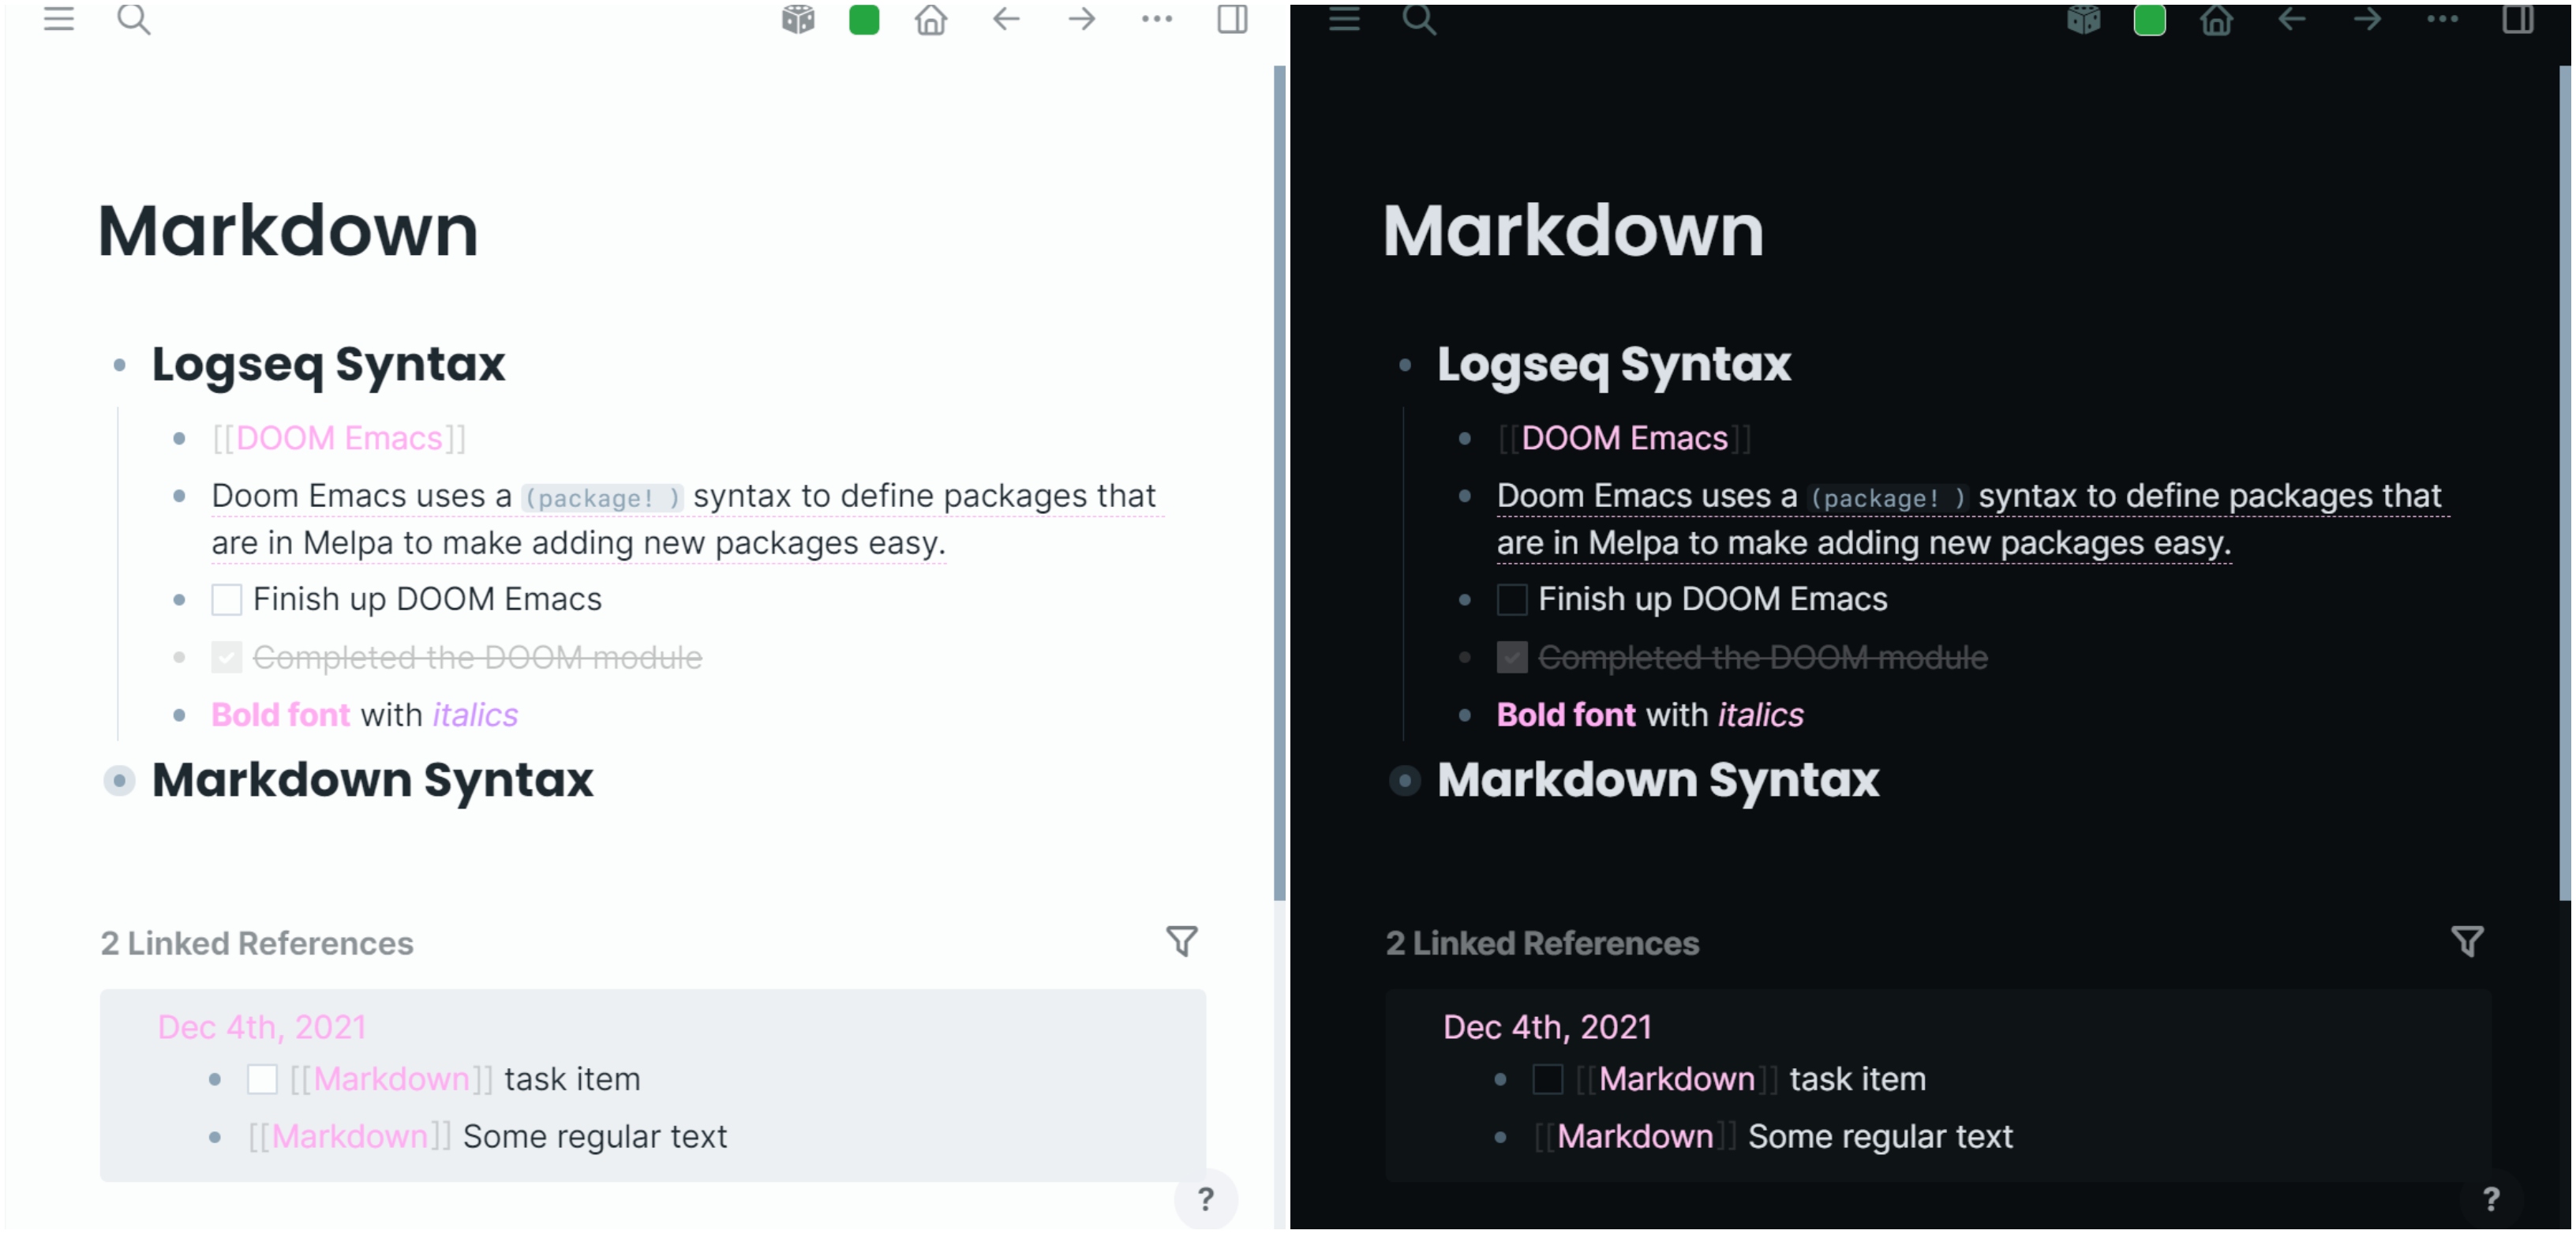 Markdown
Logseq Syntax
[[DOOM Emacs]]
Doom Emacs uses a (package! ) syntax to define packages that
are in Melpa to make adding new packages easy.
Finish up DOOM Emacs
Completed the DOOM module
Bold font with italics
Markdown Syntax
2 Linked References
Dec 4th, 2021
[[Markdown]] task item
[[Markdown]] Some regular text
?
Markdown
Logseq Syntax
[[DOOM Emacs]]
Doom Emacs uses a (package! ) syntax to define packages that
are in Melpa to make adding new packages easy.
Finish up DOOM Emacs
Completed the DOOM module
Bold font with italics
Markdown Syntax
2 Linked References
Dec 4th, 2021
[[Markdown]] task item
[[Markdown]] Some regular text
?